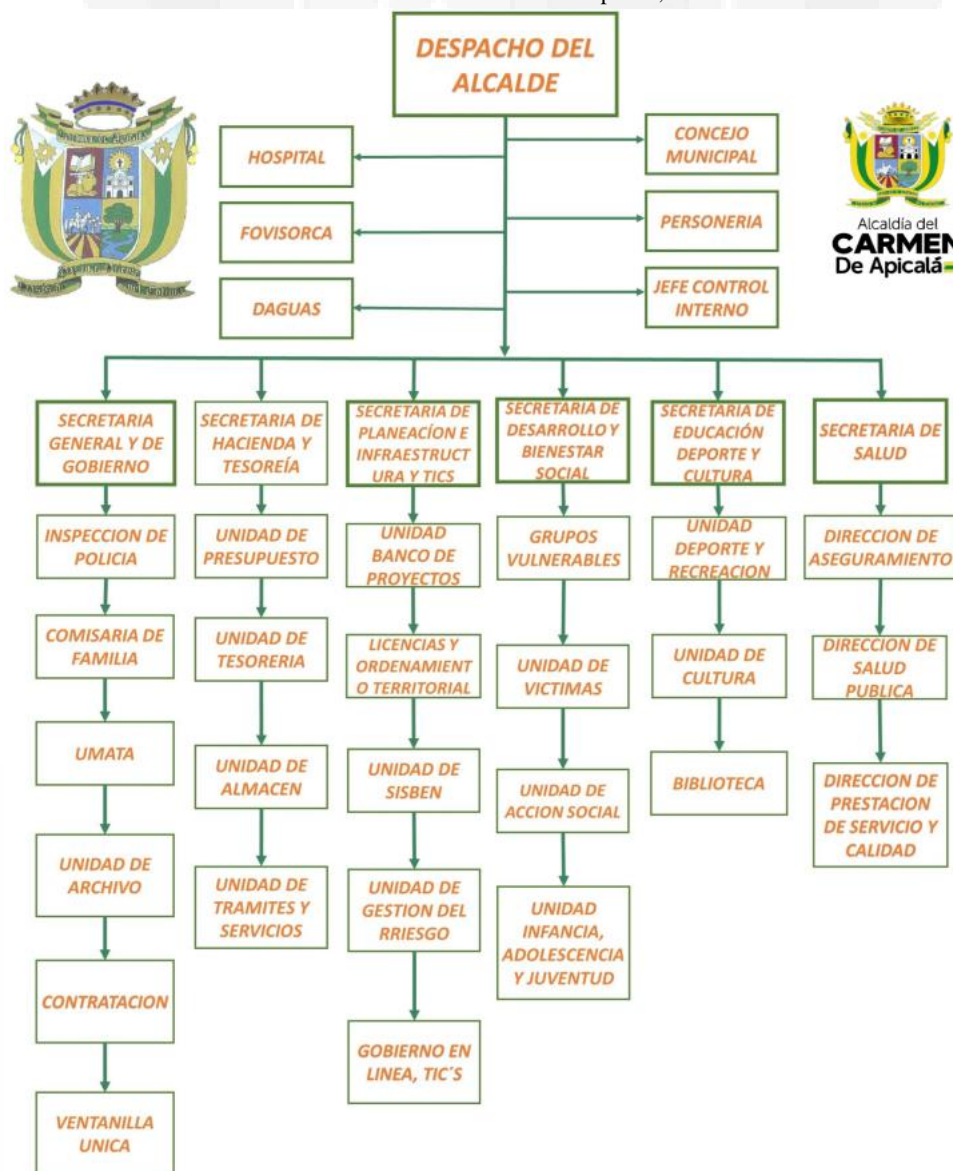 DESPACHO DEL
ALCALDE
HOSPITAL
CONCEJO
MUNICIPAL
FOVISORCA
PERSONERIA
DAGUAS
JEFE CONTROL
INTERNO
Alcaldía del
CARMEN
De Apicalá
SECRETARIA
GENERAL Y DE
GOBIERNO
SECRETARIA DE
HACIENDA Y
TESOREÍA
SECRETARIA DE
PLANEACÍON E
INFRAESTRUCT
URA Y TICS
SECRETARIA DE
DESARROLLO Y
BIENESTAR
SOCIAL
SECRETARIA DE
EDUCACIÓN
DEPORTE Y
CULTURA
SECRETARIA DE
SALUD
INSPECCION DE
POLICIA
UNIDAD DE
PRESUPUESTO
UNIDAD
BANCO DE
PROYECTOS
GRUPOS
VULNERABLES
UNIDAD
DEPORTE Y
RECREACION
DIRECCION DE
ASEGURAMIENTO
COMISARIA DE
FAMILIA
UNIDAD DE
TESORERIA
LICENCIAS Y
ORDENAMIENT
O TERRITORIAL
UNIDAD DE
VICTIMAS
UNIDAD DE
CULTURA
DIRECCION DE
SALUD
PUBLICA
UMATA
UNIDAD DE
ALMACEN
UNIDAD DE
SISBEN
UNIDAD DE
ACCION SOCIAL
BIBLIOTECA
DIRECCION DE
PRESTACION
DE SERVICIO Y
CALIDAD
UNIDAD DE
ARCHIVO
UNIDAD DE
TRAMITES Y
SERVICIOS
UNIDAD DE
GESTION DEL
RRIESGO
UNIDAD
INFANCIA,
ADOLESCENCIA
Y JUVENTUD
CONTRATACION
GOBIERNO EN
LINEA, TIC´S
VENTANILLA
UNICA